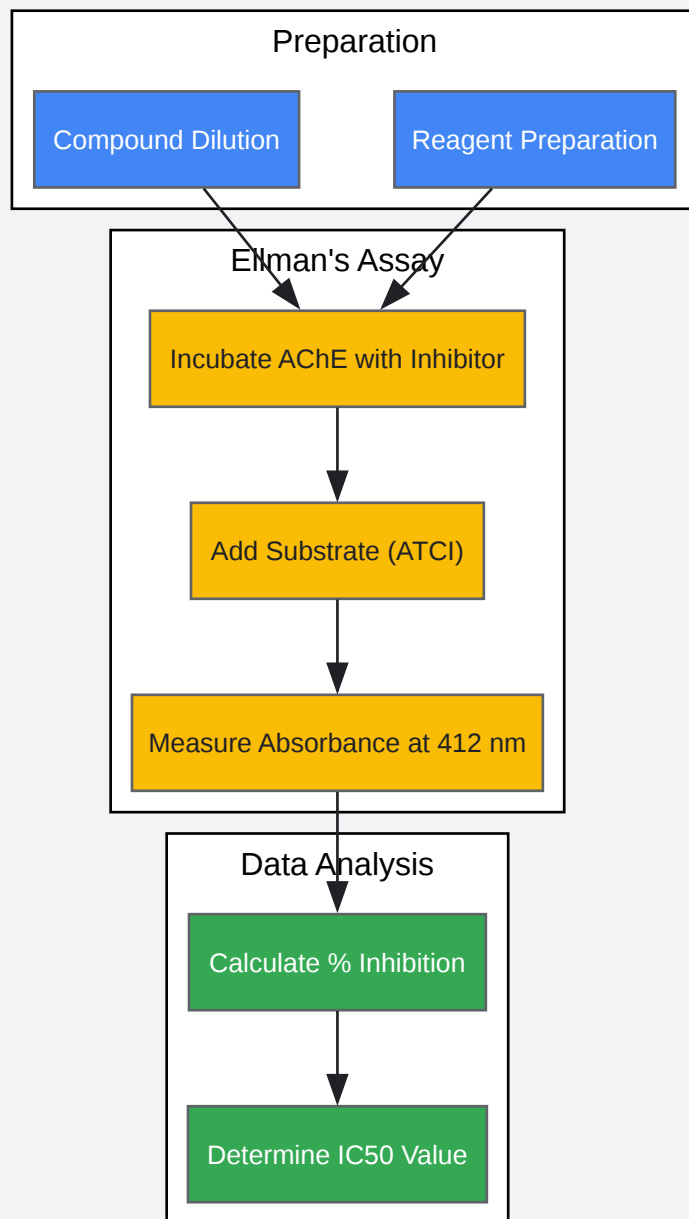 Preparation
Compound Dilution
Reagent Preparation
Ellman's Assay
Incubate AChE with Inhibitor
Add Substrate (ATCI)
Measure Absorbance at 412 nm
Data Analysis
Calculate % Inhibition
Determine IC50 Value